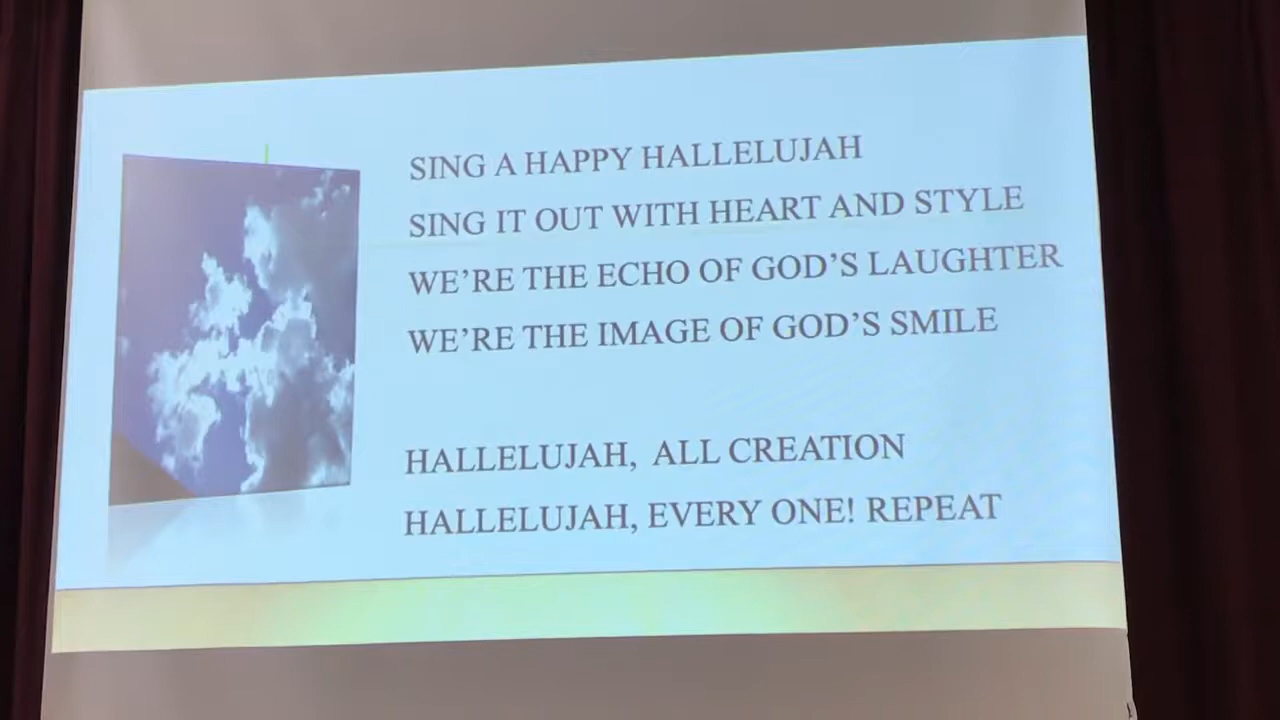 SING A HAPPY HALLELUJAH
SING IT OUT WITH HEART AND STYLE
WE'RE THE ECHO OF GOD'S LAUGHTER
WE'RE THE IMAGE OF GOD'S SMILE
HALLELUJAH, ALL CREATION
HALLELUJAH, EVERY ONE! REPEAT